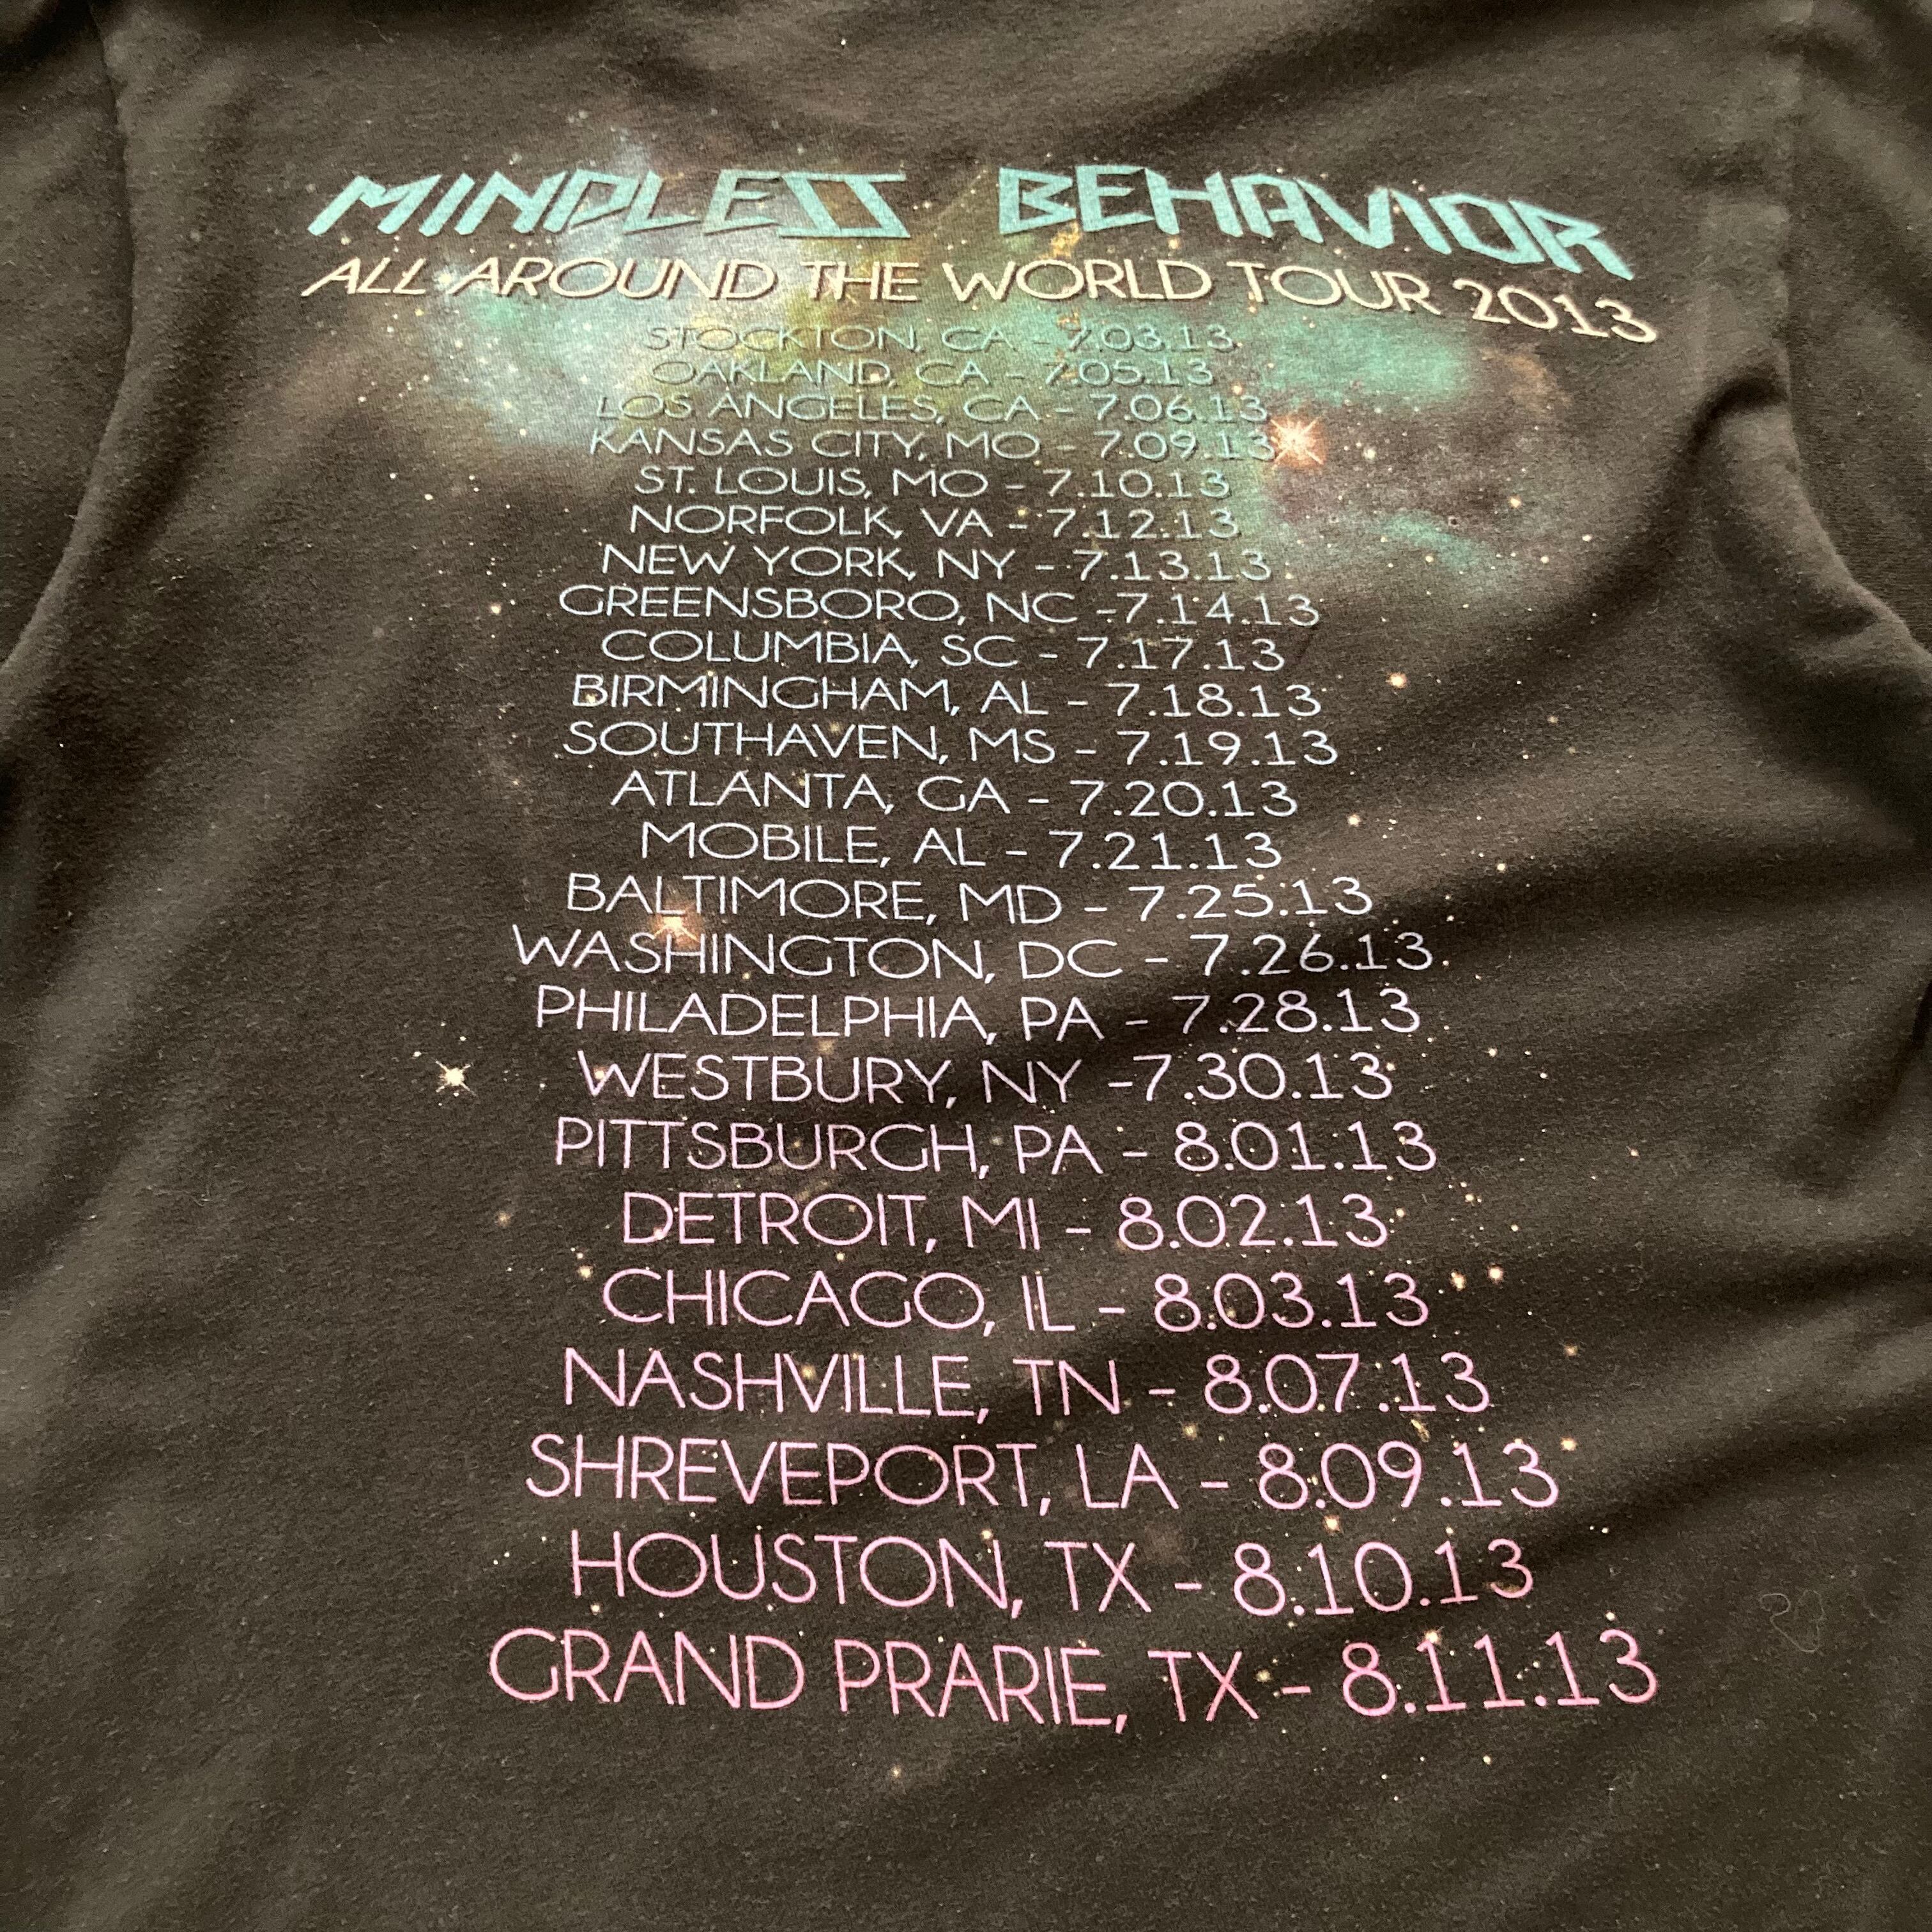 MINDLESS BEHAVIOR
ALL AROUND THE WORLD TOUR 2013
STOCKTON, CA - 7.03.13
OAKLAND, CA - 7.05.13
LOS ANGELES, CA - 7.06.13
KANSAS CITY, MO - 7.09.13
ST. LOUIS, MO - 7.10.13
NORFOLK, VA - 7.12.13
NEW YORK, NY - 7.13.13
GREENSBORO, NC -7.14.13
COLUMBIA, SC - 7.17.13
BIRMINGHAM, AL - 7.18.13
SOUTHAVEN, MS - 7.19.13
ATLANTA, GA - 7.20.13
MOBILE, AL - 7.21.13
BALTIMORE, MD - 7.25.13
WASHINGTON, DC - 7.26.13
PHILADELPHIA, PA - 7.28.13
WESTBURY, NY -7.30.13
PITTSBURGH, PA - 8.01.13
DETROIT, MI - 8.02.13
CHICAGO, IL - 8.03.13
NASHVILLE, TN - 8.07.13
SHREVEPORT, LA - 8.09.13
HOUSTON, TX - 8.10.13
GRAND PRARIE, TX - 8.11.13